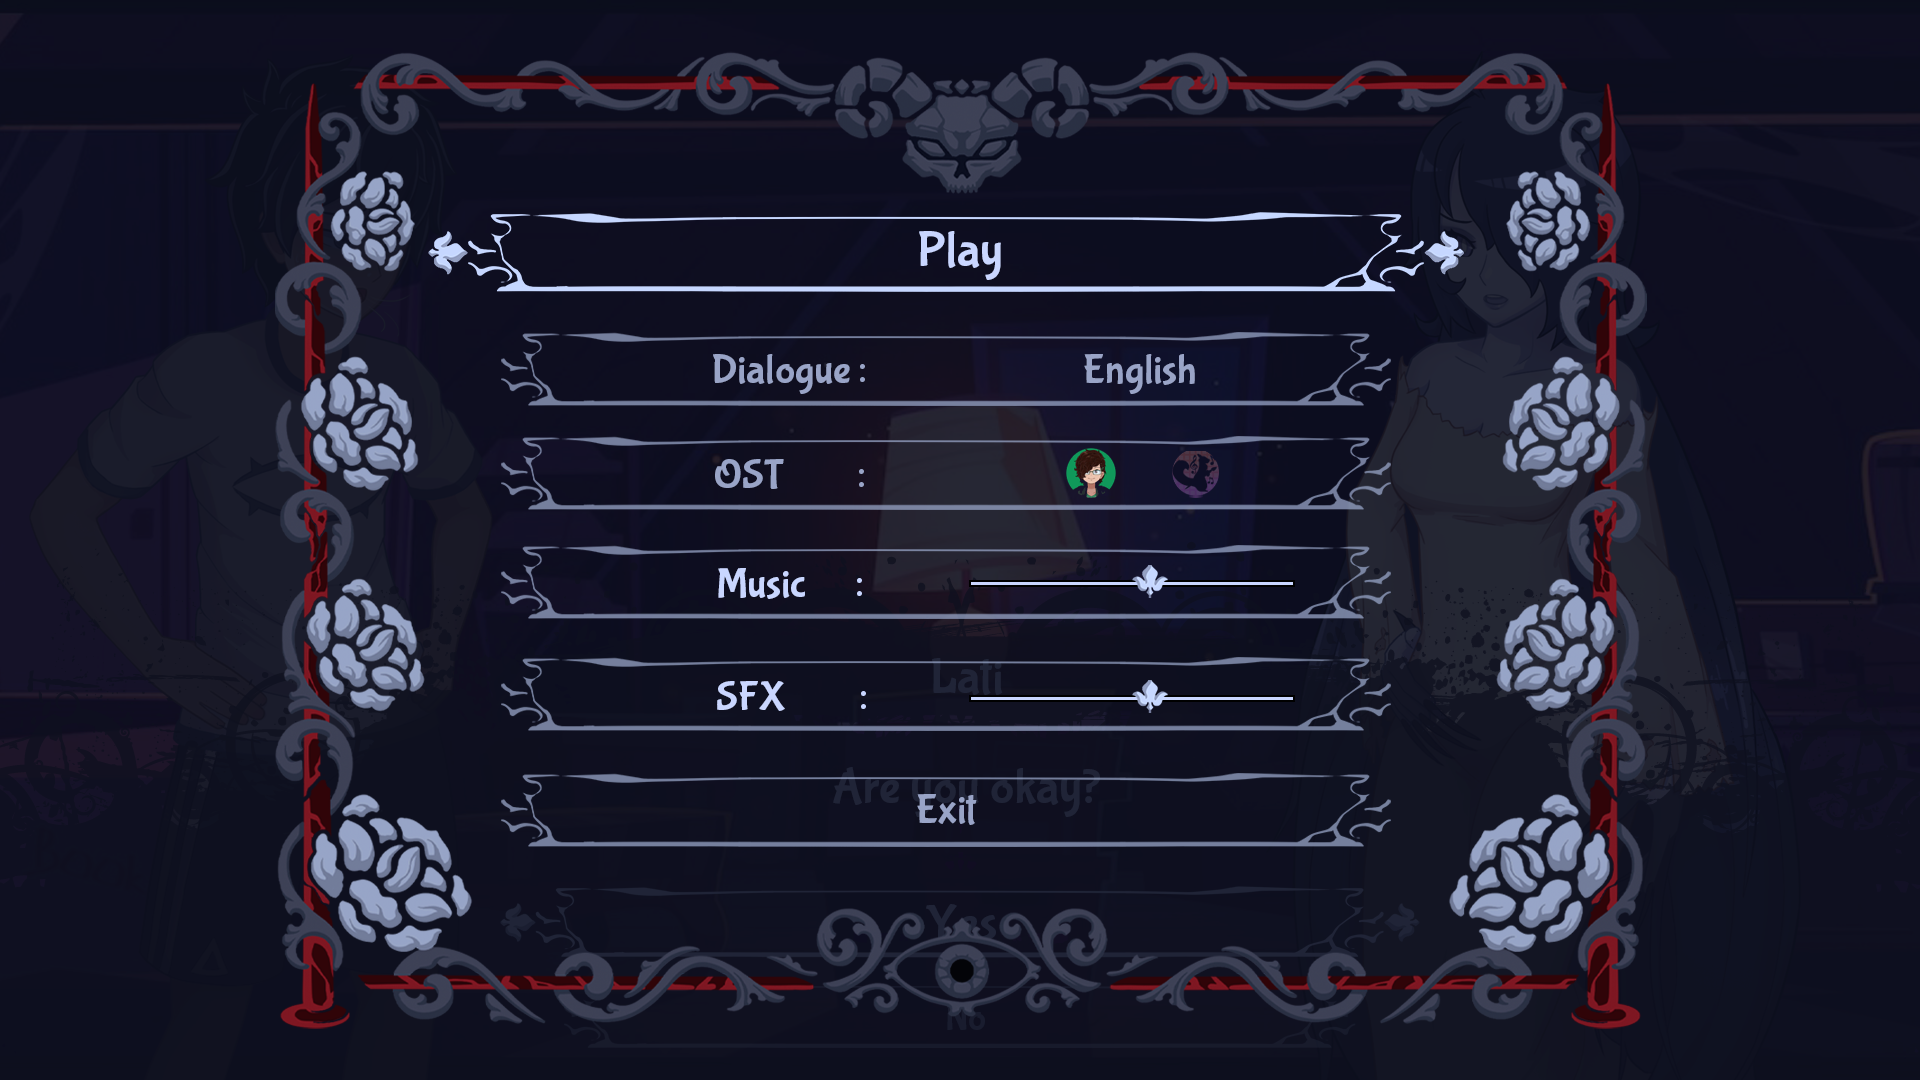 Play
Dialogue : English
OST :
Music :
SFX :
Lati
Are you okay?
Exit
Yes
No